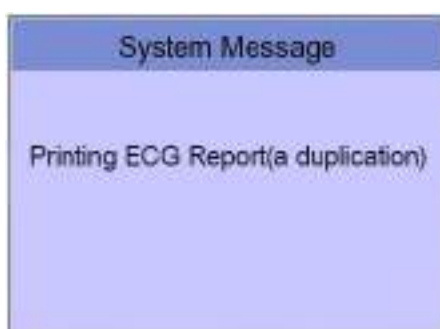 System Message
Printing ECG Report(a duplication)